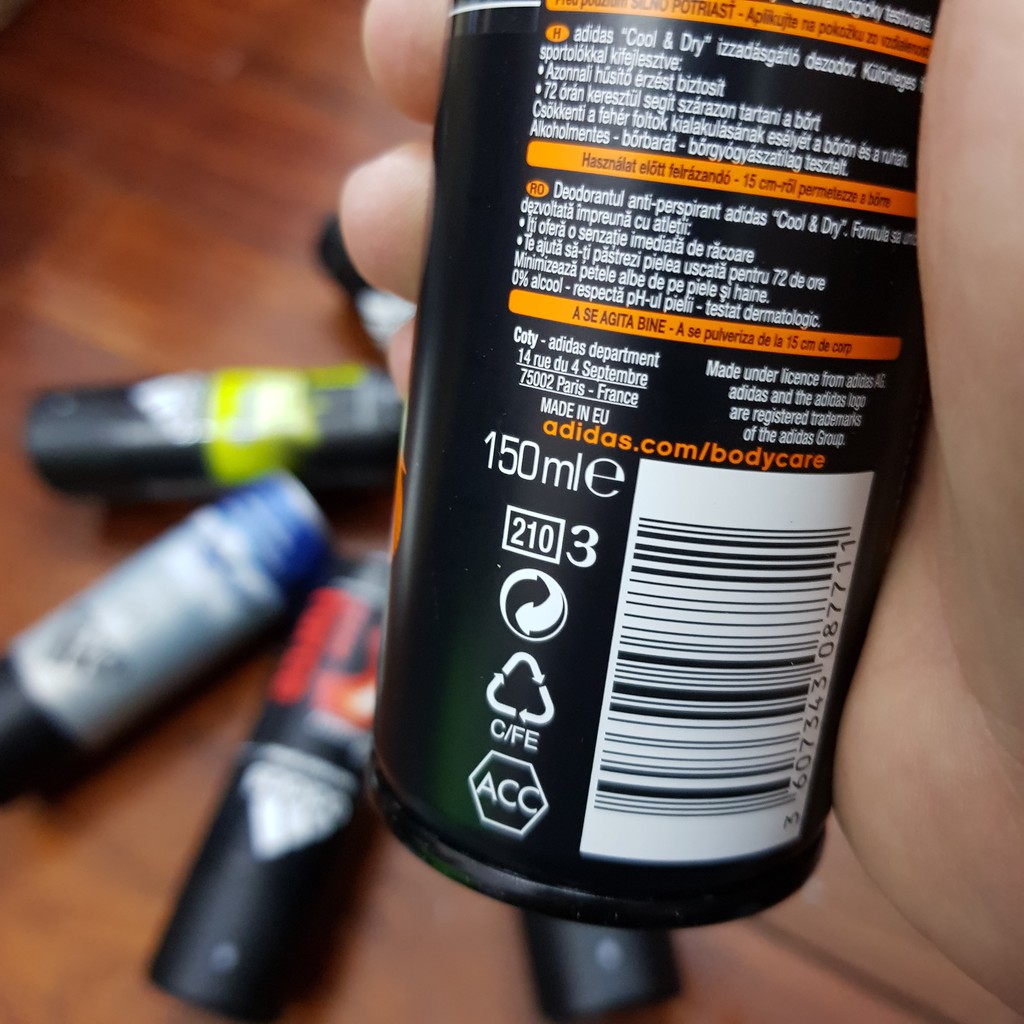 dermatologicky testované.
Pred použitím SILNO POTRIASŤ - Aplikujte na pokožku zo vzdialenosti
H adidas "Cool & Dry" izzadásgátló dezodor. Különleges
sportolókkal kifejlesztve:
• Azonnali hűsítő érzést biztosít
• 72 órán keresztül segít szárazon tartani a bőrt
Csökkenti a fehér foltok kialakulásának esélyét a bőrön és a ruhán.
Alkoholmentes - bőrbarát - bőrgyógyászatilag tesztelt.
Használat előtt felrázandó - 15 cm-ről permetezze a bőrre
RO Deodorantul anti-perspirant adidas "Cool & Dry". Formula sa
dezvoltată împreună cu atleții:
• Iți oferă o senzație imediată de răcoare
• Te ajută să-ți păstrezi pielea uscată pentru 72 de ore
Minimizează petele albe de pe piele și haine.
0% alcool - respectă pH-ul pielii - testat dermatologic.
A SE AGITA BINE - A se pulveriza de la 15 cm de corp
Coty - adidas department
14 rue du 4 Septembre
75002 Paris - France
MADE IN EU
Made under licence from adidas AG.
adidas and the adidas logo
are registered trademarks
of the adidas Group.
adidas.com/bodycare
150 ml e
210 3
C/FE
ACC
3 607343 087711